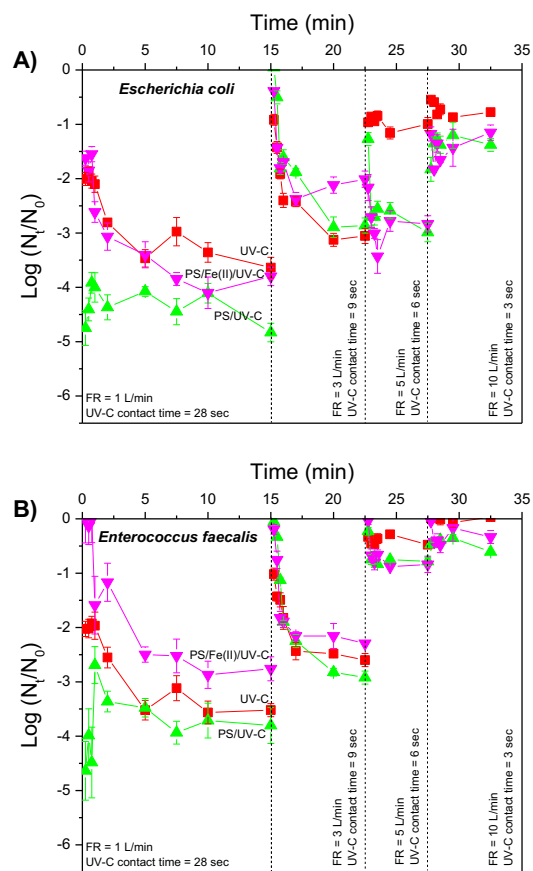 Time (min)
0 5 10 15 20 25 30 35
A)
Escherichia coli
0
-1
-2
-3
-4
-5
-6
Log (Nt/N0)
UV-C
PS/Fe(II)/UV-C
PS/UV-C
FR = 1 L/min
UV-C contact time = 28 sec
FR = 3 L/min
UV-C contact time = 9 sec
FR = 5 L/min
UV-C contact time = 6 sec
FR = 10 L/min
UV-C contact time = 3 sec
Time (min)
0 5 10 15 20 25 30 35
B)
Enterococcus faecalis
0
-1
-2
-3
-4
-5
-6
Log (Nt/N0)
PS/Fe(II)/UV-C
UV-C
PS/UV-C
FR = 1 L/min
UV-C contact time = 28 sec
FR = 3 L/min
UV-C contact time = 9 sec
FR = 5 L/min
UV-C contact time = 6 sec
FR = 10 L/min
UV-C contact time = 3 sec